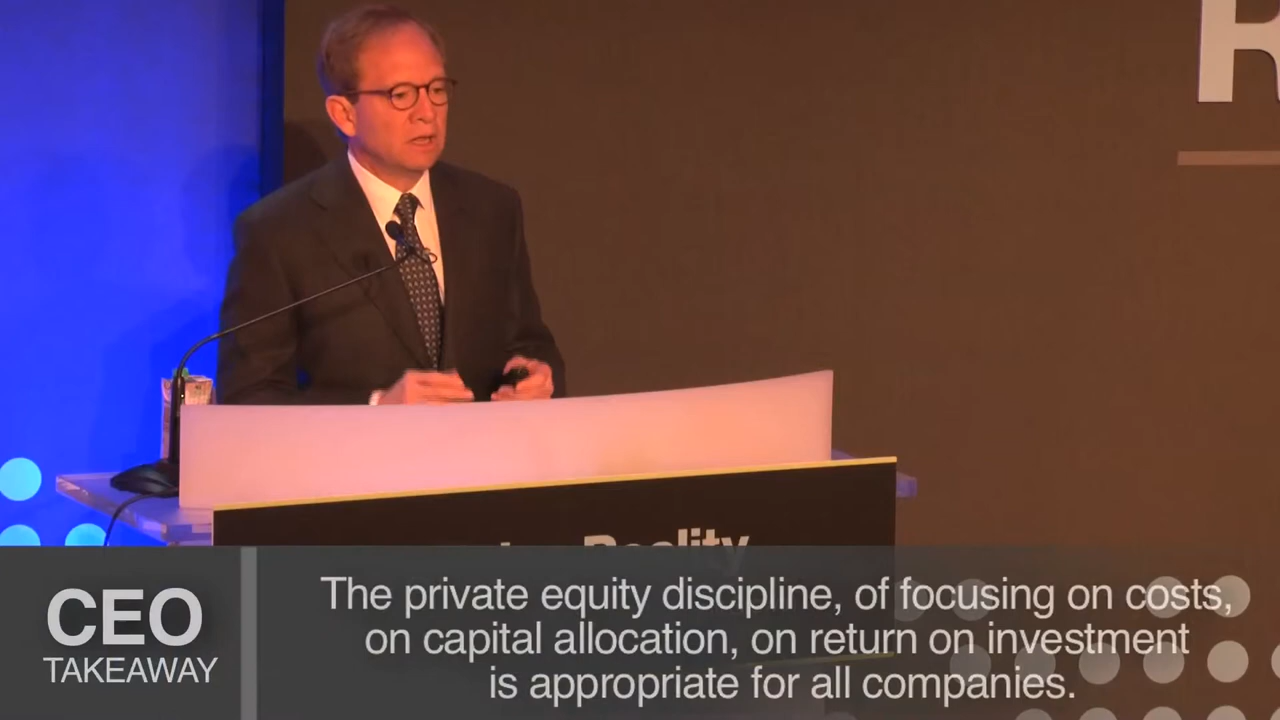 R
Reality
CEO
TAKEAWAY
The private equity discipline, of focusing on costs,
on capital allocation, on return on investment
is appropriate for all companies.